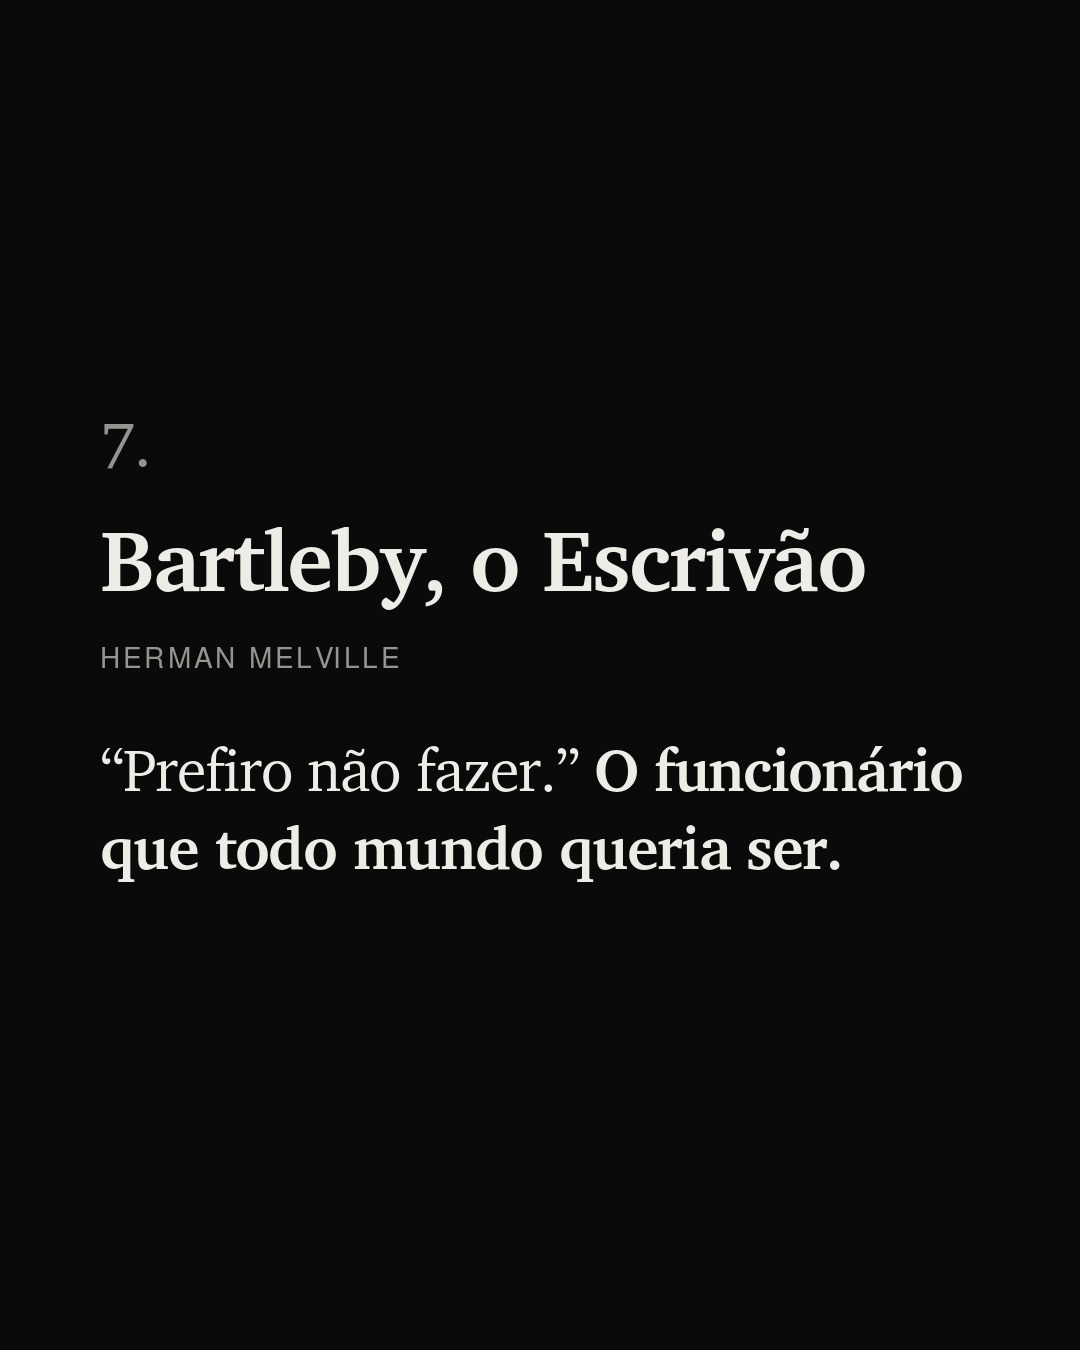 7.
Bartleby, o Escrivão
HERMAN MELVILLE
“Prefiro não fazer.” O funcionário
que todo mundo queria ser.